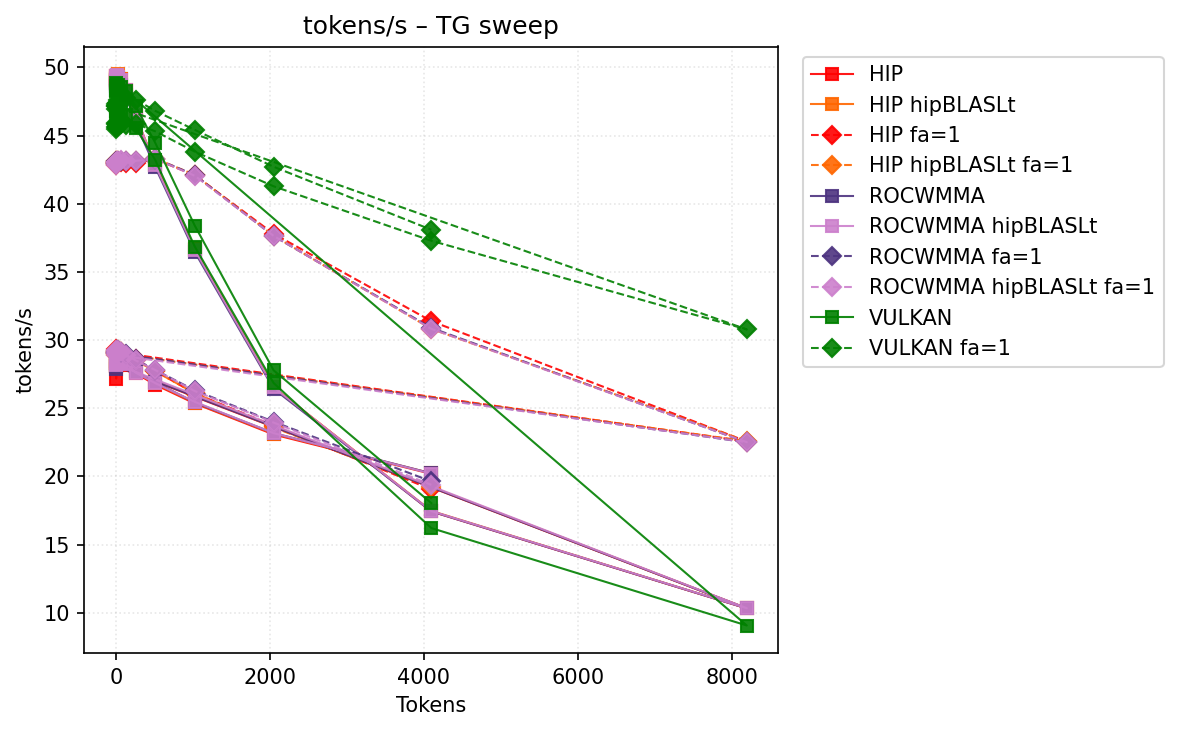 tokens/s – TG sweep
50
45
40
35
30
25
20
15
10
tokens/s
0 2000 4000 6000 8000
Tokens
HIP
HIP hipBLASLt
HIP fa=1
HIP hipBLASLt fa=1
ROCWMMA
ROCWMMA hipBLASLt
ROCWMMA fa=1
ROCWMMA hipBLASLt fa=1
VULKAN
VULKAN fa=1